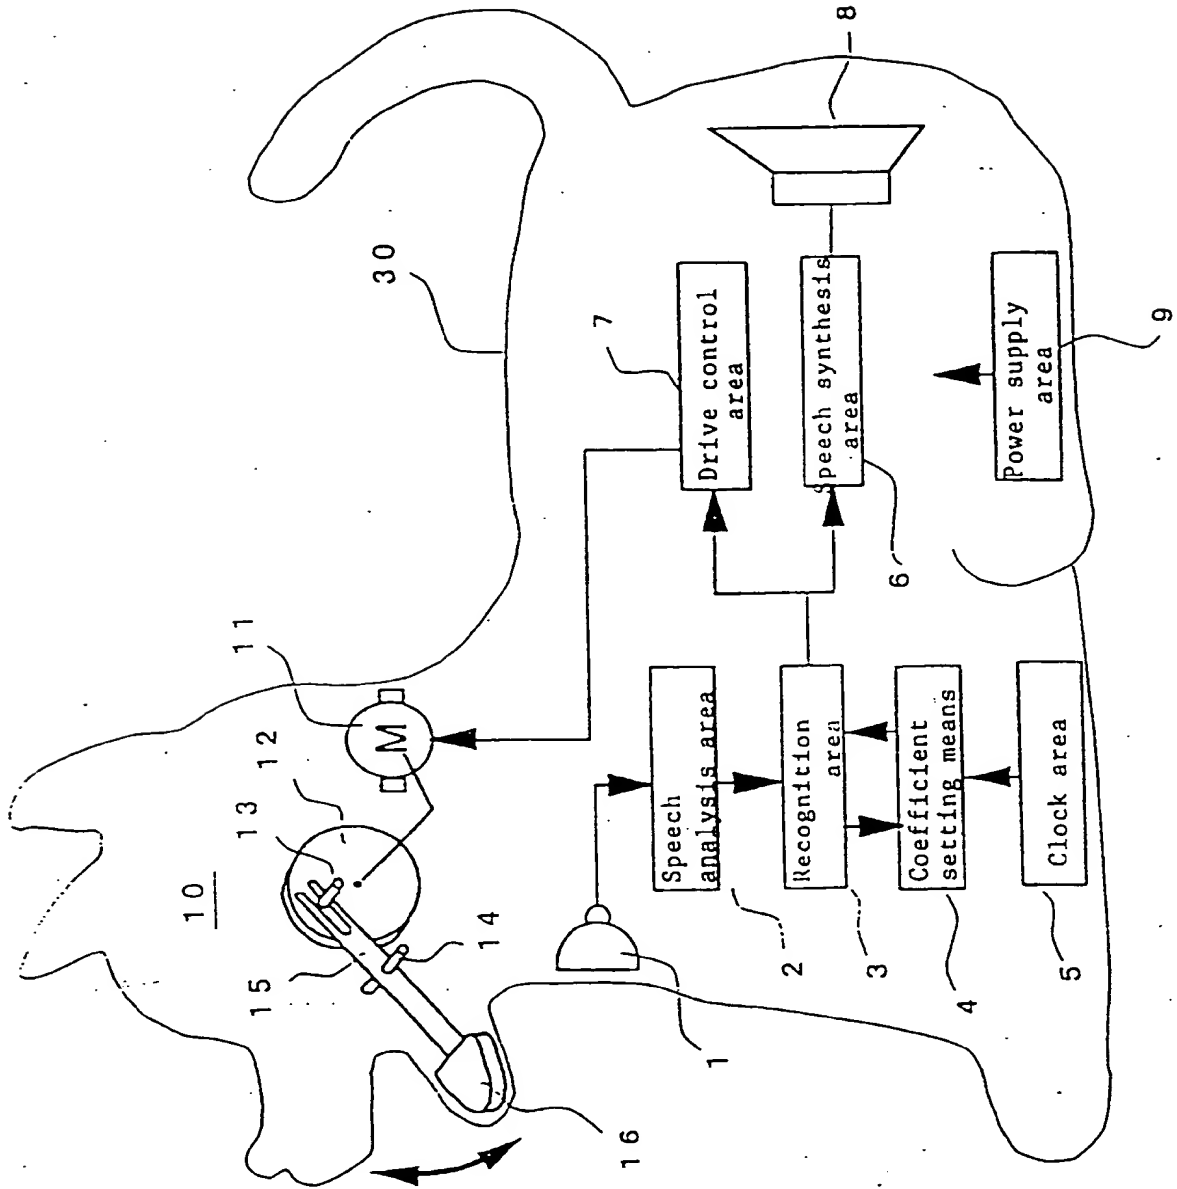 8
30
7
Drive control
area
Speech synthesis
area
Power supply
area
9
6
11
M
12
13
10
14
15
16
1
Speech
analysis area
2
Recognition
area
3
Coefficient
setting means
4
Clock area
5